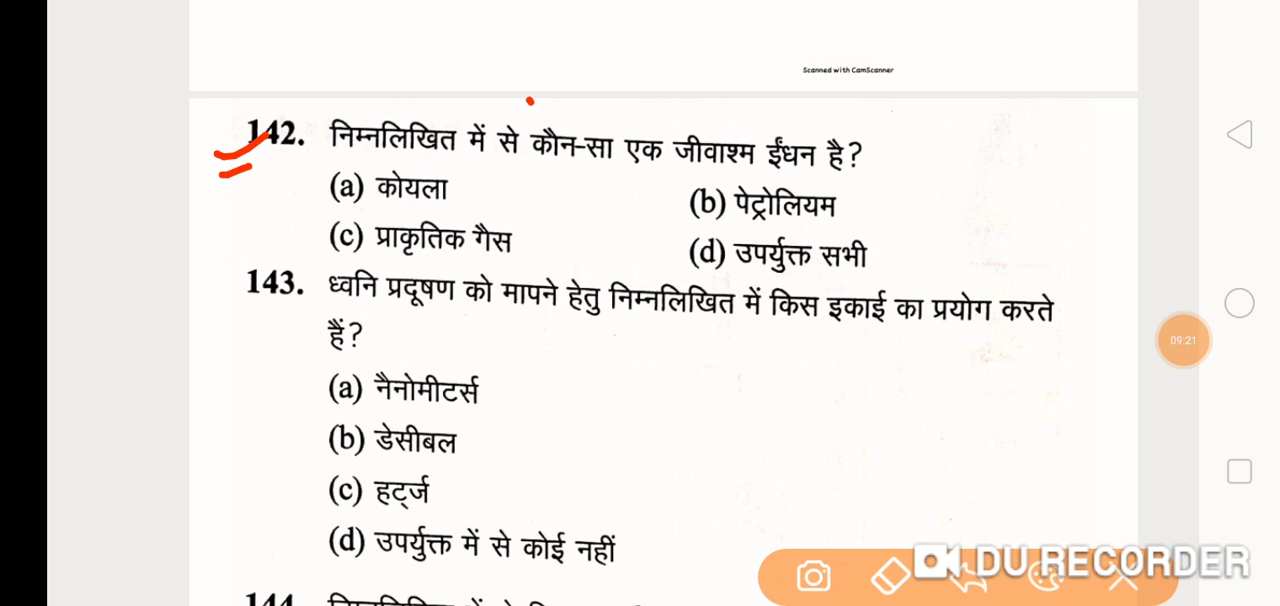 Scanned with CamScanner
142. निम्नलिखित में से कौन-सा एक जीवाश्म ईंधन है?
(a) कोयला (b) पेट्रोलियम
(c) प्राकृतिक गैस (d) उपर्युक्त सभी
143. ध्वनि प्रदूषण को मापने हेतु निम्नलिखित में किस इकाई का प्रयोग करते
हैं?
(a) नैनोमीटर्स
(b) डेसीबल
(c) हर्ट्ज
(d) उपर्युक्त में से कोई नहीं
09:21
DU RECORDER